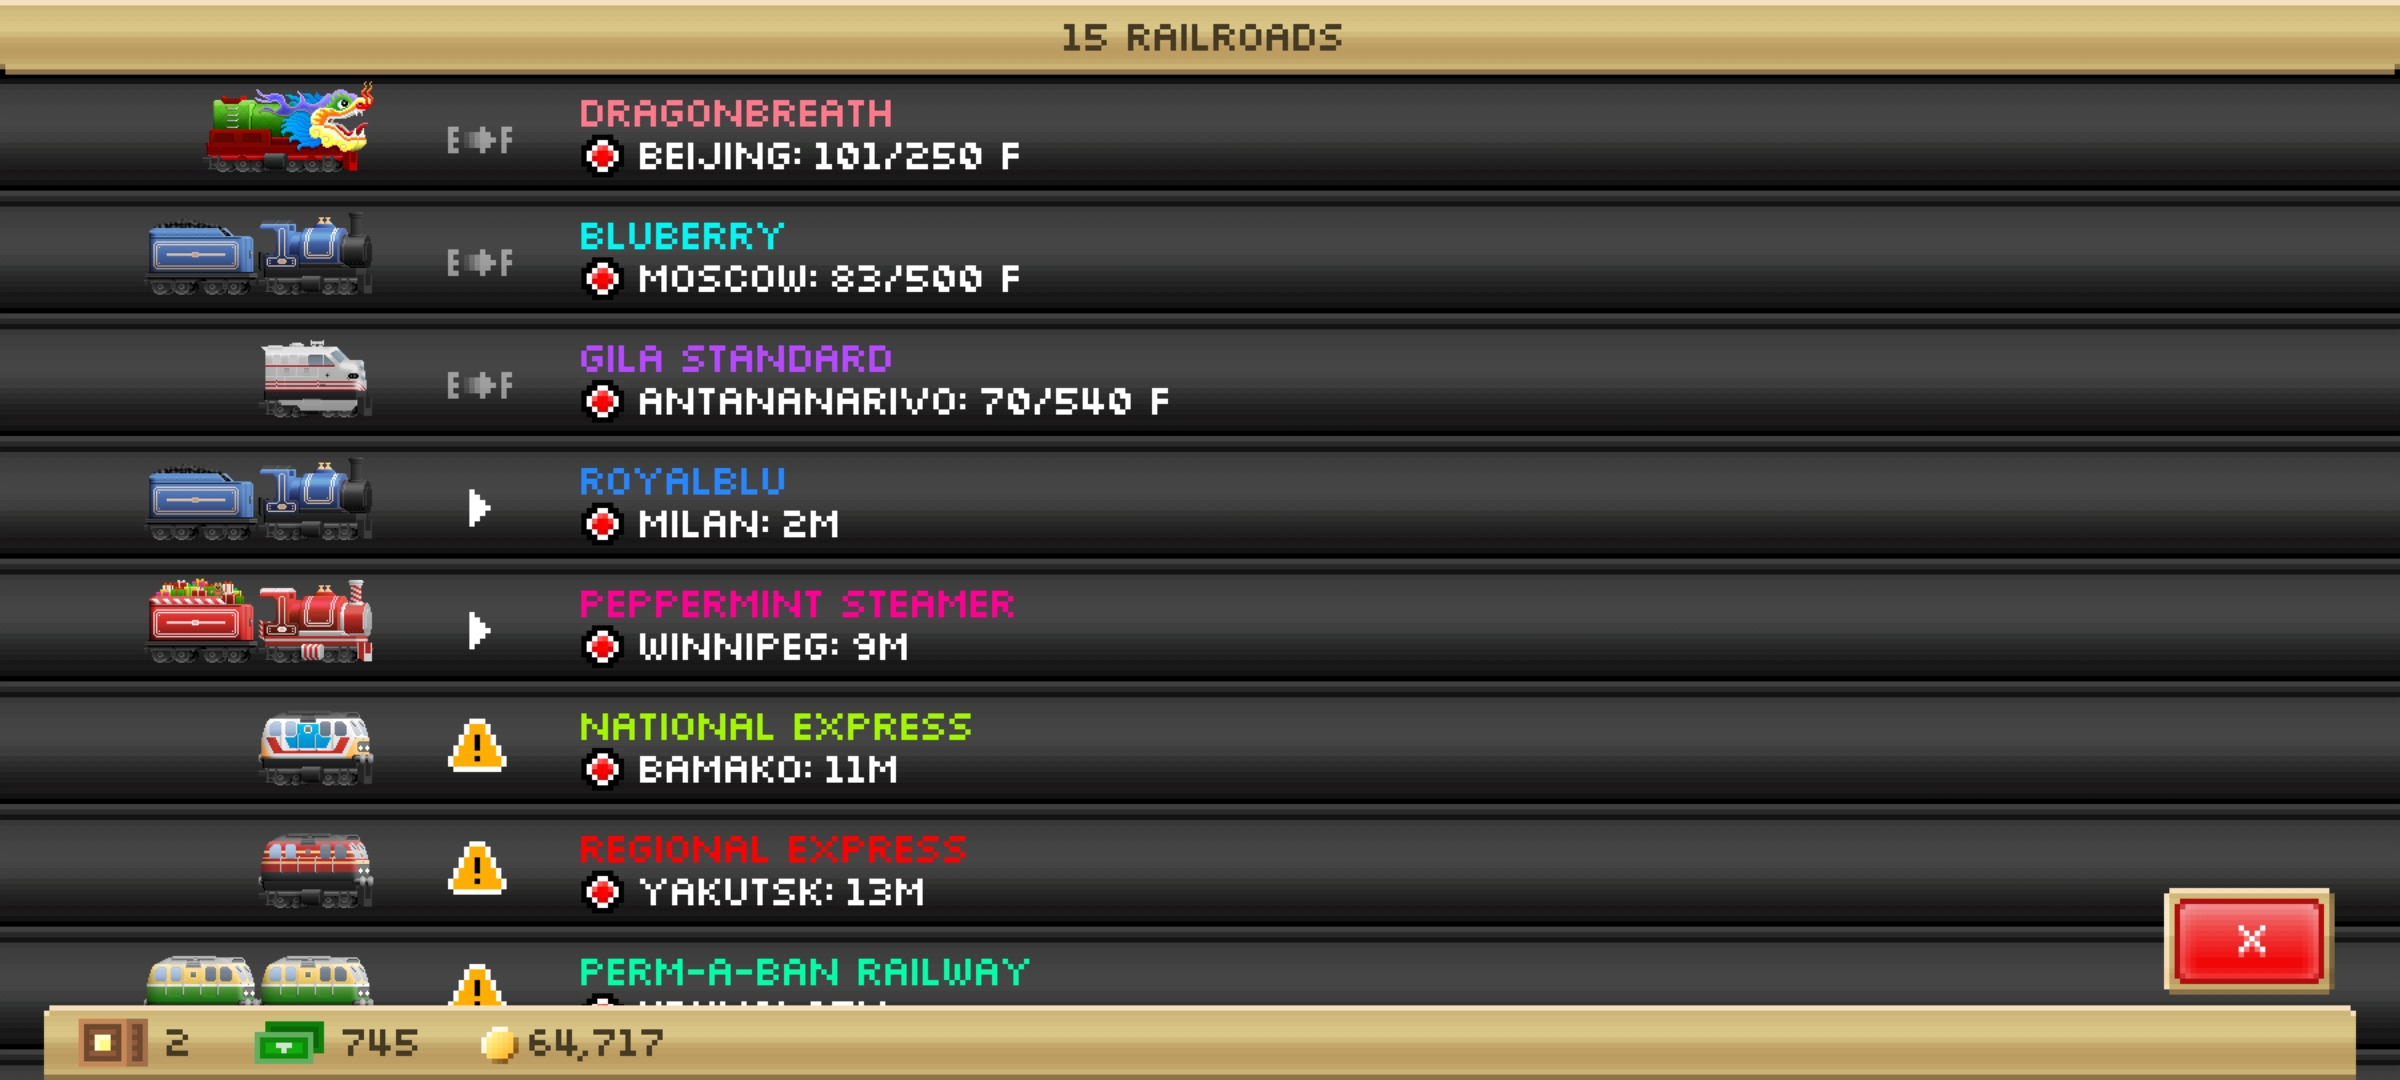 15 RAILROADS
DRAGONBREATH
E F
BEIJING: 101/250 F
BLUBERRY
E F
MOSCOW: 83/500 F
GILA STANDARD
E F
ANTANANARIVO: 70/540 F
ROYALBLU
MILAN: 2M
PEPPERMINT STEAMER
WINNIPEG: 9M
NATIONAL EXPRESS
BAMAKO: 11M
REGIONAL EXPRESS
YAKUTSK: 13M
PERM-A-BAN RAILWAY
X
2 745 64,717